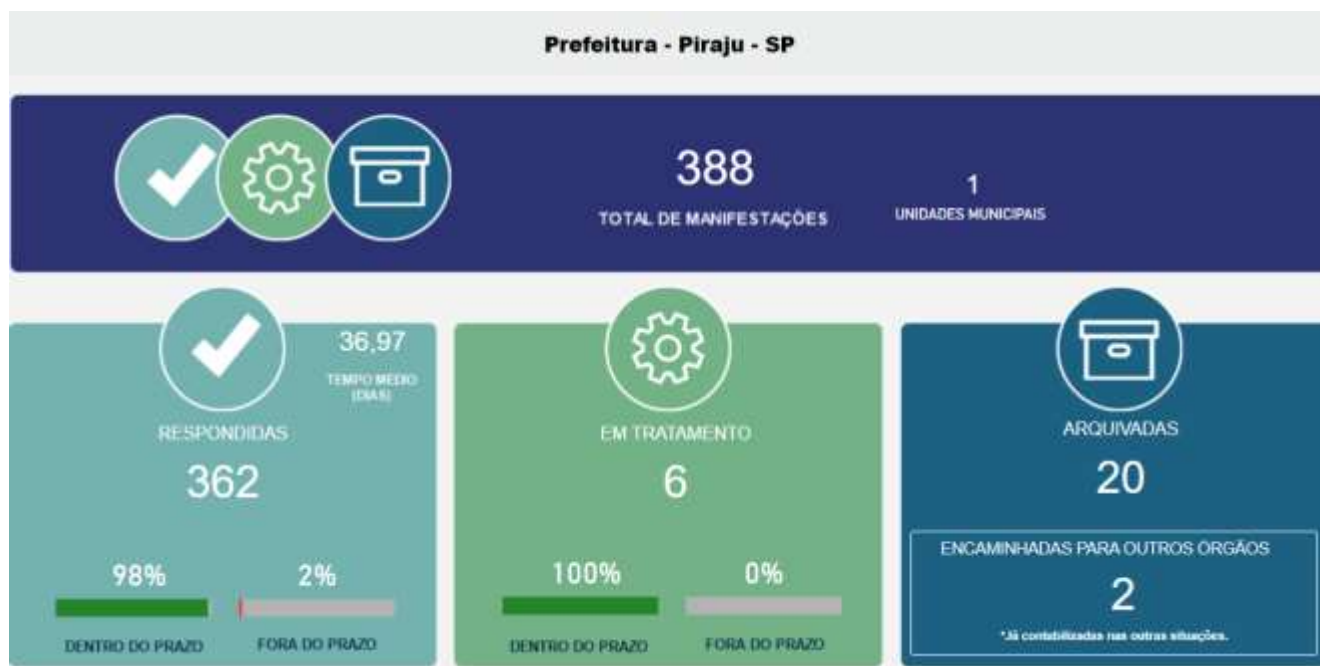 Prefeitura - Piraju - SP
388
TOTAL DE MANIFESTAÇÕES
1
UNIDADES MUNICIPAIS
36,97
TEMPO MÉDIO
(DIAS)
RESPONDIDAS
362
98%
DENTRO DO PRAZO
2%
FORA DO PRAZO
EM TRATAMENTO
6
100%
DENTRO DO PRAZO
0%
FORA DO PRAZO
ARQUIVADAS
20
ENCAMINHADAS PARA OUTROS ÓRGÃOS
2
*Já contabilizadas nas outras situações.